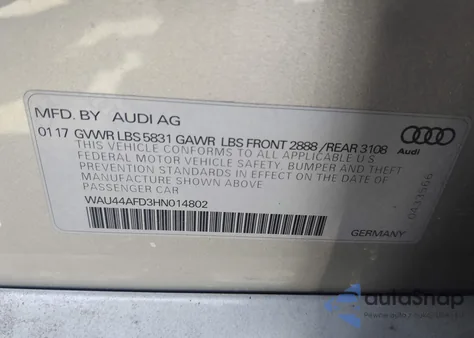 MFD. BY AUDI AG
01 17 GVWR LBS 5831 GAWR LBS FRONT 2888 / REAR 3108
THIS VEHICLE CONFORMS TO ALL APPLICABLE U.S
FEDERAL MOTOR VEHICLE SAFETY, BUMPER AND THEFT
PREVENTION STANDARDS IN EFFECT ON THE DATE OF
MANUFACTURE SHOWN ABOVE
PASSENGER CAR
WAU44AFD3HN014802
Audi
GERMANY
autoSnap